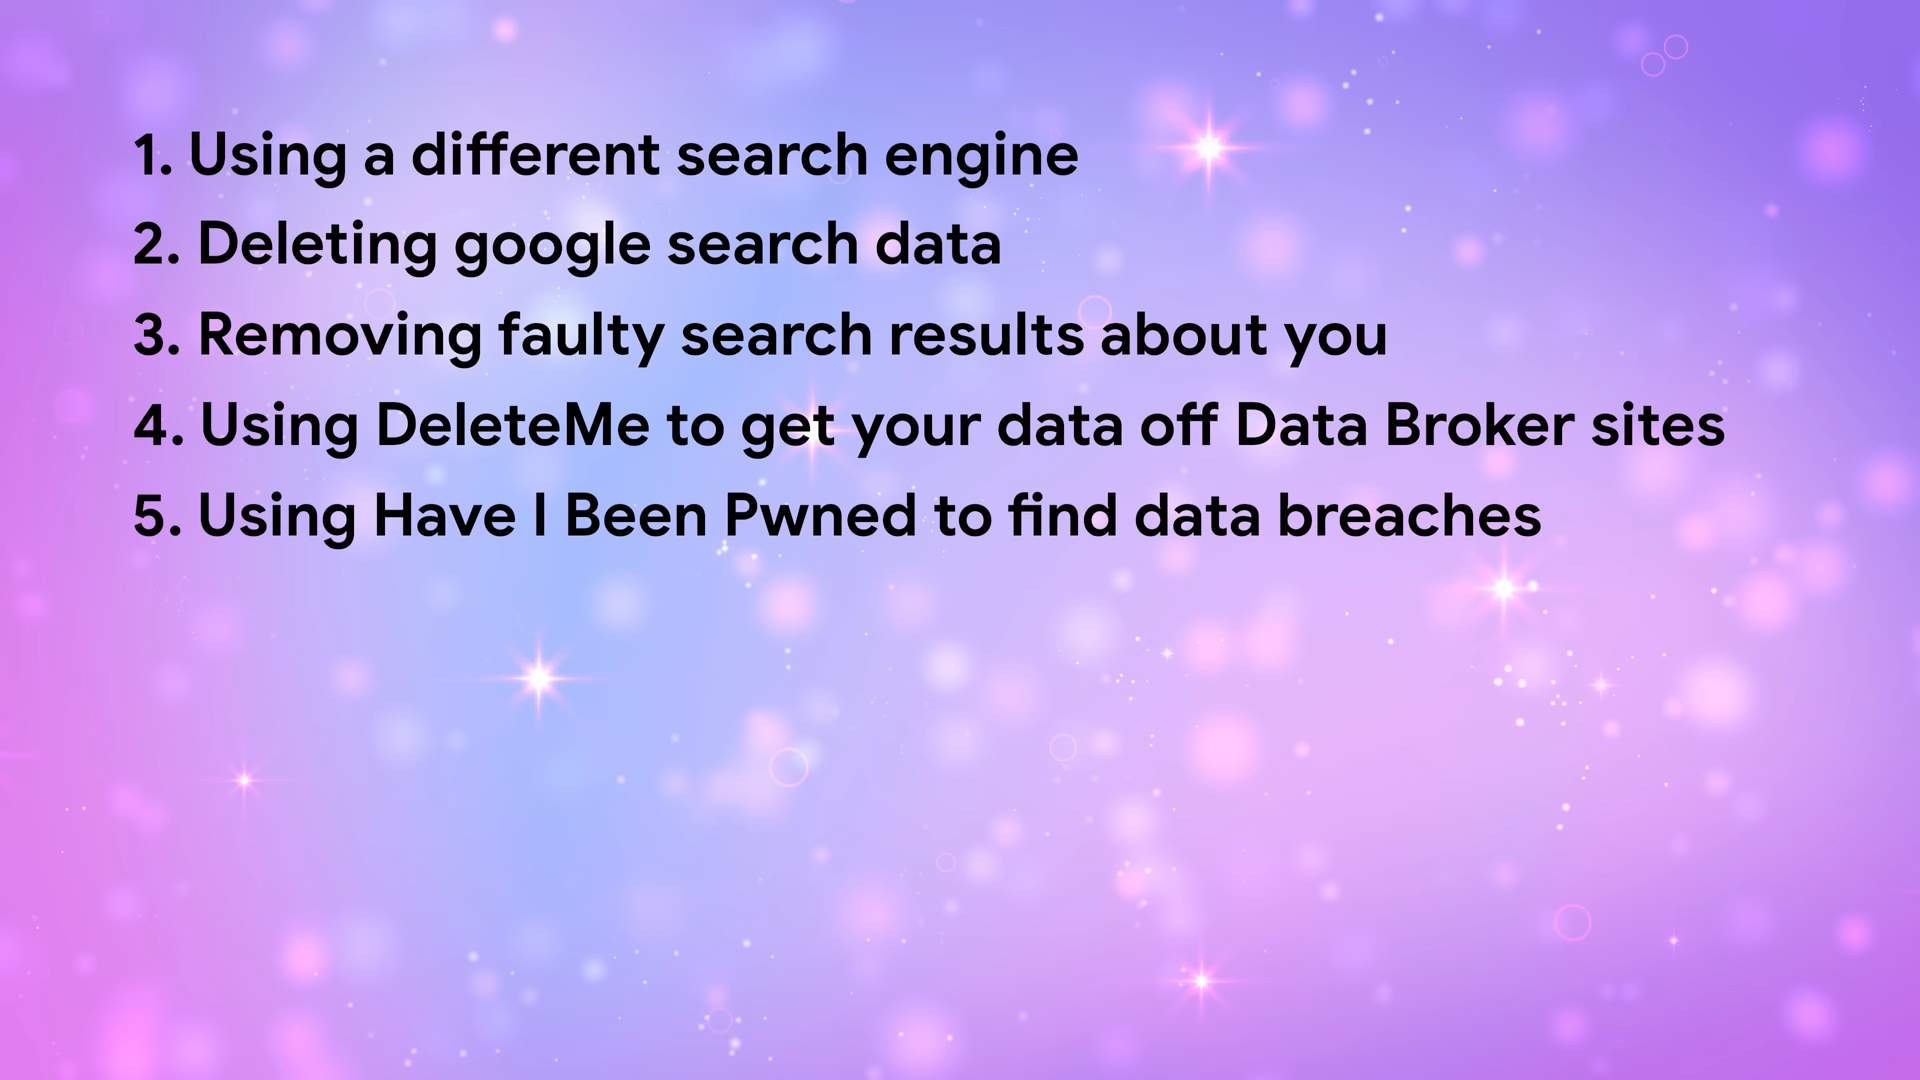 1. Using a different search engine
2. Deleting google search data
3. Removing faulty search results about you
4. Using DeleteMe to get your data off Data Broker sites
5. Using Have I Been Pwned to find data breaches